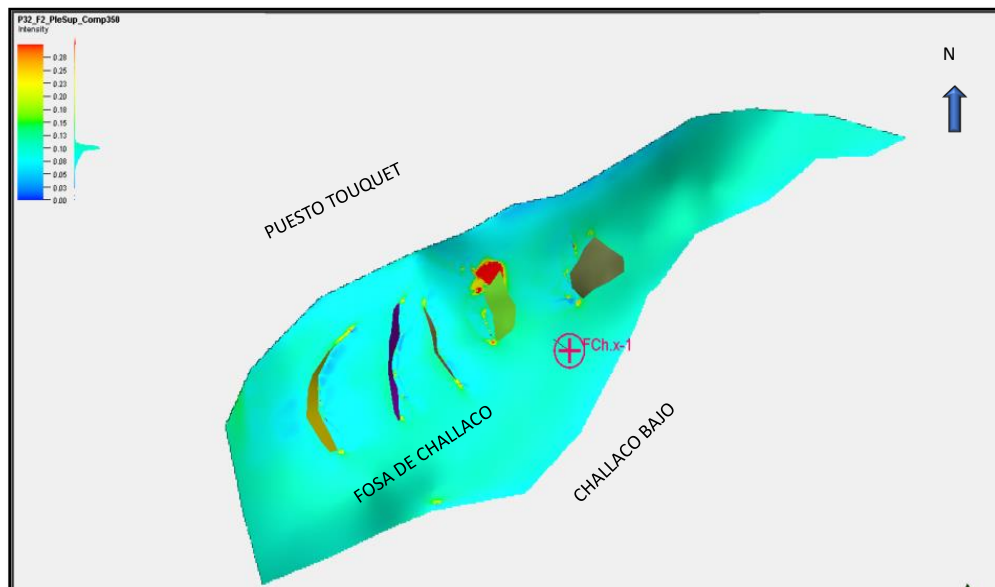 P32_F2_PleSup_Comp350
Intensity
0.28
0.25
0.23
0.20
0.18
0.15
0.13
0.10
0.08
0.05
0.03
0.00
N
PUESTO TOUQUET
FCh.x-1
FOSA DE CHALLACO
CHALLACO BAJO